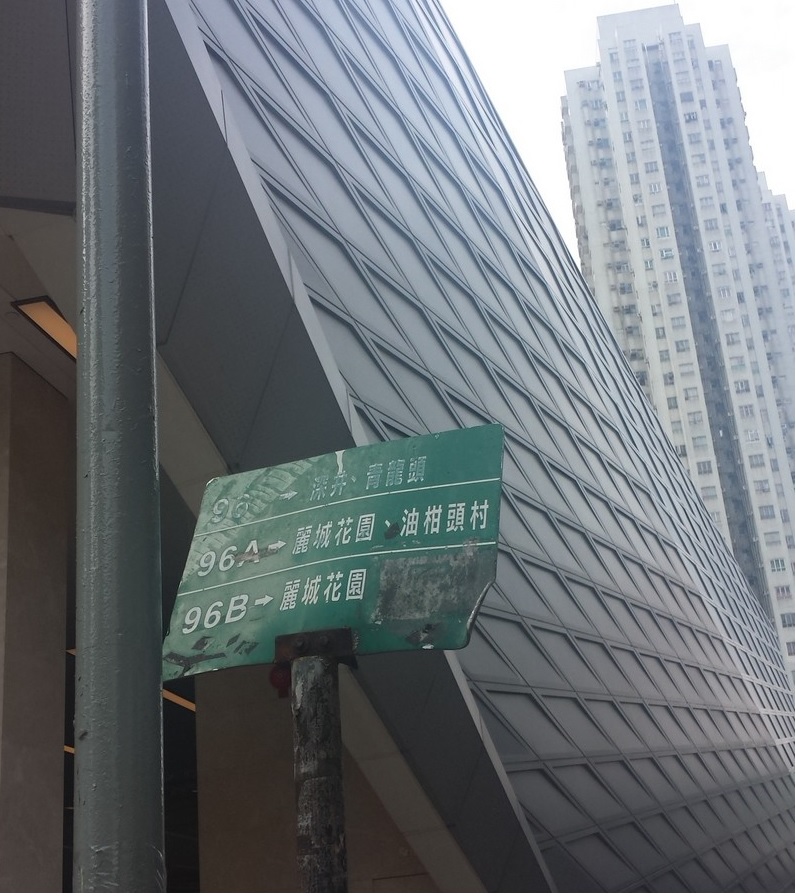 96 → 深井、青龍頭
96A → 麗城花園、油柑頭村
96B → 麗城花園